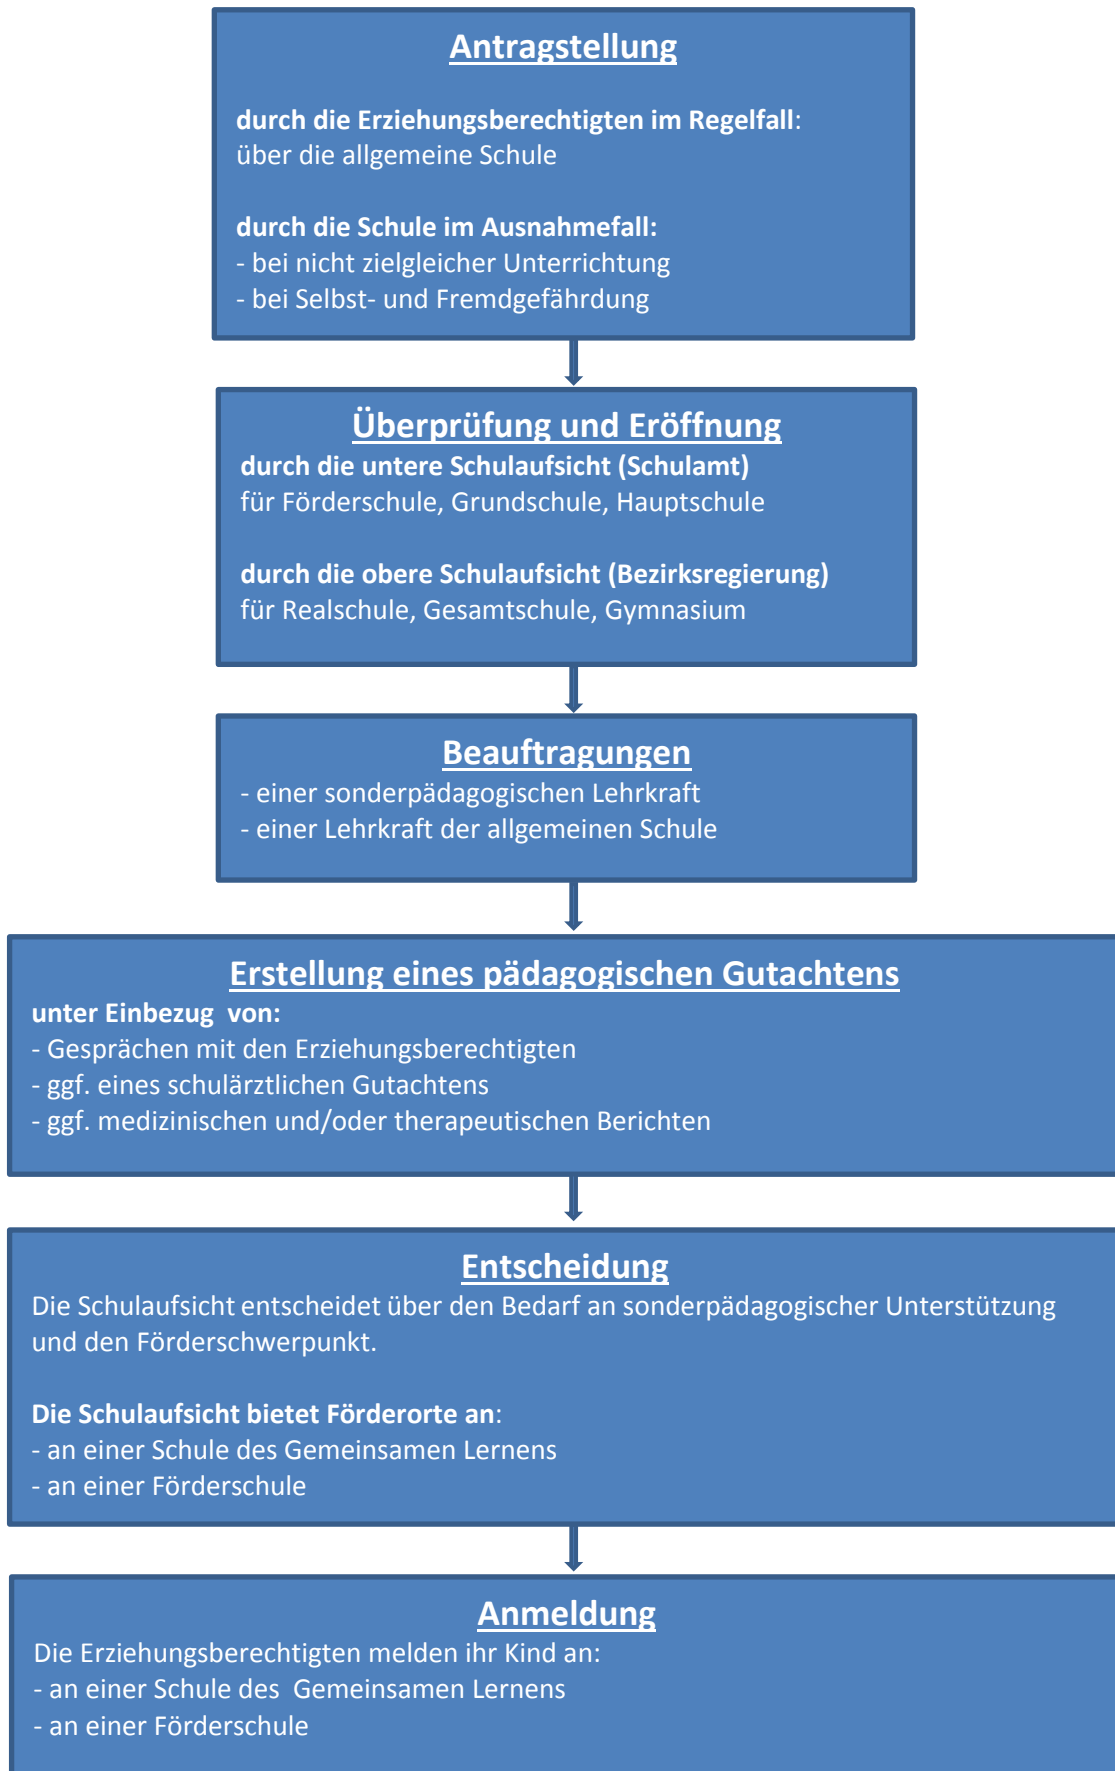 Antragstellung
durch die Erziehungsberechtigten im Regelfall:
über die allgemeine Schule
durch die Schule im Ausnahmefall:
- bei nicht zielgleicher Unterrichtung
- bei Selbst- und Fremdgefährdung
Überprüfung und Eröffnung
durch die untere Schulaufsicht (Schulamt)
für Förderschule, Grundschule, Hauptschule
durch die obere Schulaufsicht (Bezirksregierung)
für Realschule, Gesamtschule, Gymnasium
Beauftragungen
- einer sonderpädagogischen Lehrkraft
- einer Lehrkraft der allgemeinen Schule
Erstellung eines pädagogischen Gutachtens
unter Einbezug von:
- Gesprächen mit den Erziehungsberechtigten
- ggf. eines schulärztlichen Gutachtens
- ggf. medizinischen und/oder therapeutischen Berichten
Entscheidung
Die Schulaufsicht entscheidet über den Bedarf an sonderpädagogischer Unterstützung
und den Förderschwerpunkt.
Die Schulaufsicht bietet Förderorte an:
- an einer Schule des Gemeinsamen Lernens
- an einer Förderschule
Anmeldung
Die Erziehungsberechtigten melden ihr Kind an:
- an einer Schule des Gemeinsamen Lernens
- an einer Förderschule